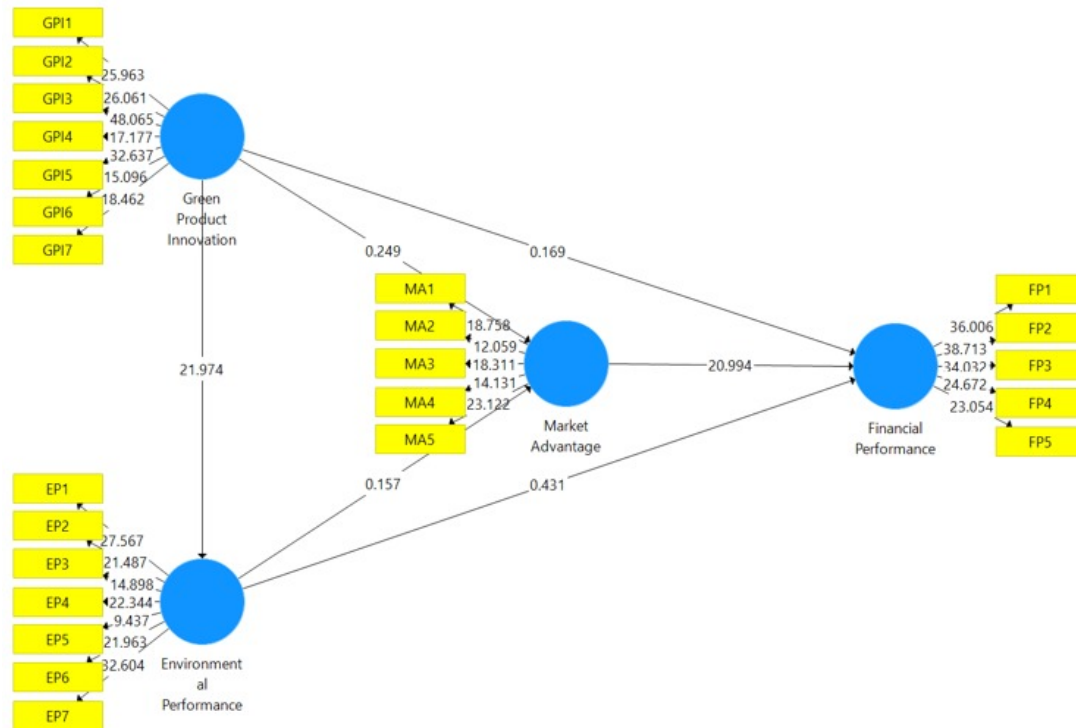 GPI1
GPI2
GPI3
GPI4
GPI5
GPI6
GPI7
25.963
26.061
48.065
17.177
32.637
15.096
18.462
Green
Product
Innovation
0.249
0.169
21.974
MA1
MA2
MA3
MA4
MA5
18.758
12.059
18.311
14.131
23.122
Market
Advantage
20.994
FP1
FP2
FP3
FP4
FP5
36.006
38.713
34.032
24.672
23.054
Financial
Performance
0.157
0.431
EP1
EP2
EP3
EP4
EP5
EP6
EP7
27.567
21.487
14.898
22.344
9.437
21.963
32.604
Environment
al
Performance